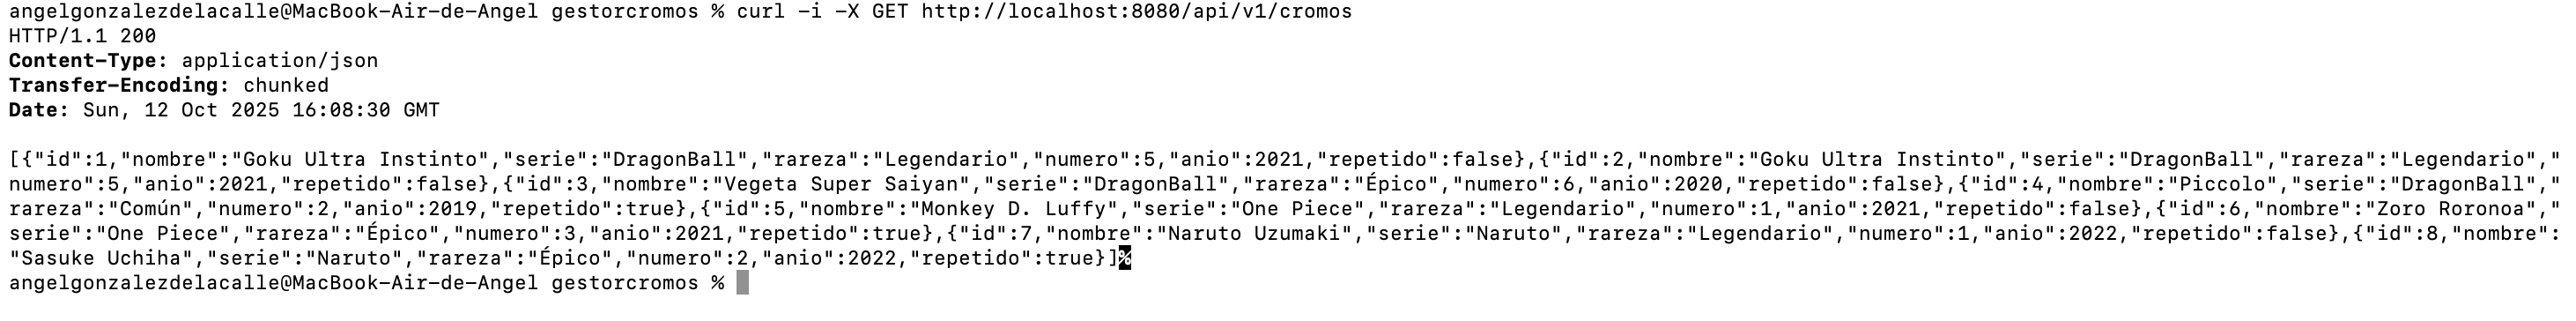 angelgonzalezdelacalle@MacBook-Air-de-Angel gestorcromos % curl -i -X GET http://localhost:8080/api/v1/cromos
HTTP/1.1 200
Content-Type: application/json
Transfer-Encoding: chunked
Date: Sun, 12 Oct 2025 16:08:30 GMT
[{"id":1,"nombre":"Goku Ultra Instinto","serie":"DragonBall","rareza":"Legendario","numero":5,"anio":2021,"repetido":false},{"id":2,"nombre":"Goku Ultra Instinto","serie":"DragonBall","rareza":"Legendario","
numero":5,"anio":2021,"repetido":false},{"id":3,"nombre":"Vegeta Super Saiyan","serie":"DragonBall","rareza":"Épico","numero":6,"anio":2020,"repetido":false},{"id":4,"nombre":"Piccolo","serie":"DragonBall","
rareza":"Común","numero":2,"anio":2019,"repetido":true},{"id":5,"nombre":"Monkey D. Luffy","serie":"One Piece","rareza":"Legendario","numero":1,"anio":2021,"repetido":false},{"id":6,"nombre":"Zoro Roronoa","
serie":"One Piece","rareza":"Épico","numero":3,"anio":2021,"repetido":true},{"id":7,"nombre":"Naruto Uzumaki","serie":"Naruto","rareza":"Legendario","numero":1,"anio":2022,"repetido":false},{"id":8,"nombre":
"Sasuke Uchiha","serie":"Naruto","rareza":"Épico","numero":2,"anio":2022,"repetido":true}]%
angelgonzalezdelacalle@MacBook-Air-de-Angel gestorcromos %